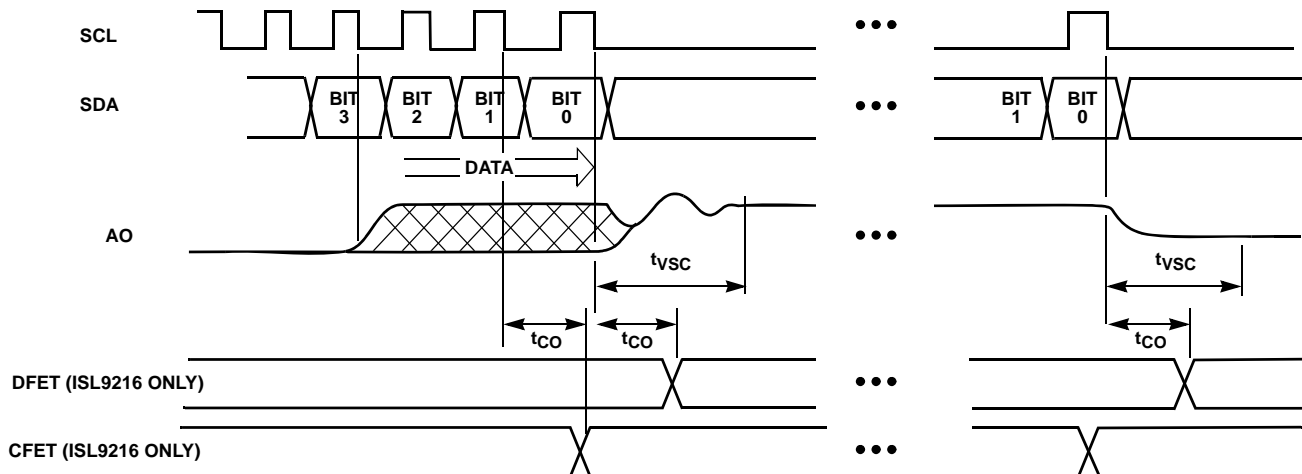 SCL
•••
SDA
BIT 3
BIT 2
BIT 1
BIT 0
•••
BIT 1
BIT 0
DATA
AO
•••
tVSC
tVSC
tCO
tCO
tCO
DFET (ISL9216 ONLY)
•••
CFET (ISL9216 ONLY)
•••